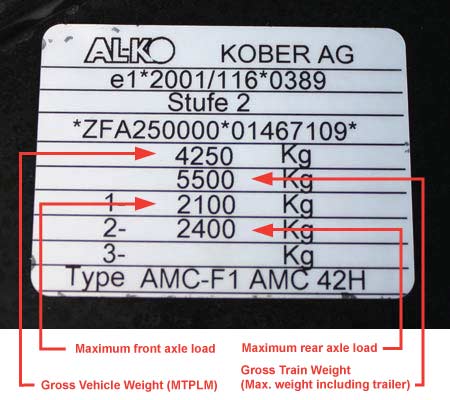 AL-KO KOBER AG
e1*2001/116*0389
Stufe 2
*ZFA250000*01467109*
4250 Kg
5500 Kg
1- 2100 Kg
2- 2400 Kg
3- Kg
Type AMC-F1 AMC 42H
Maximum front axle load
Maximum rear axle load
Gross Vehicle Weight (MTPLM)
Gross Train Weight
(Max. weight including trailer)